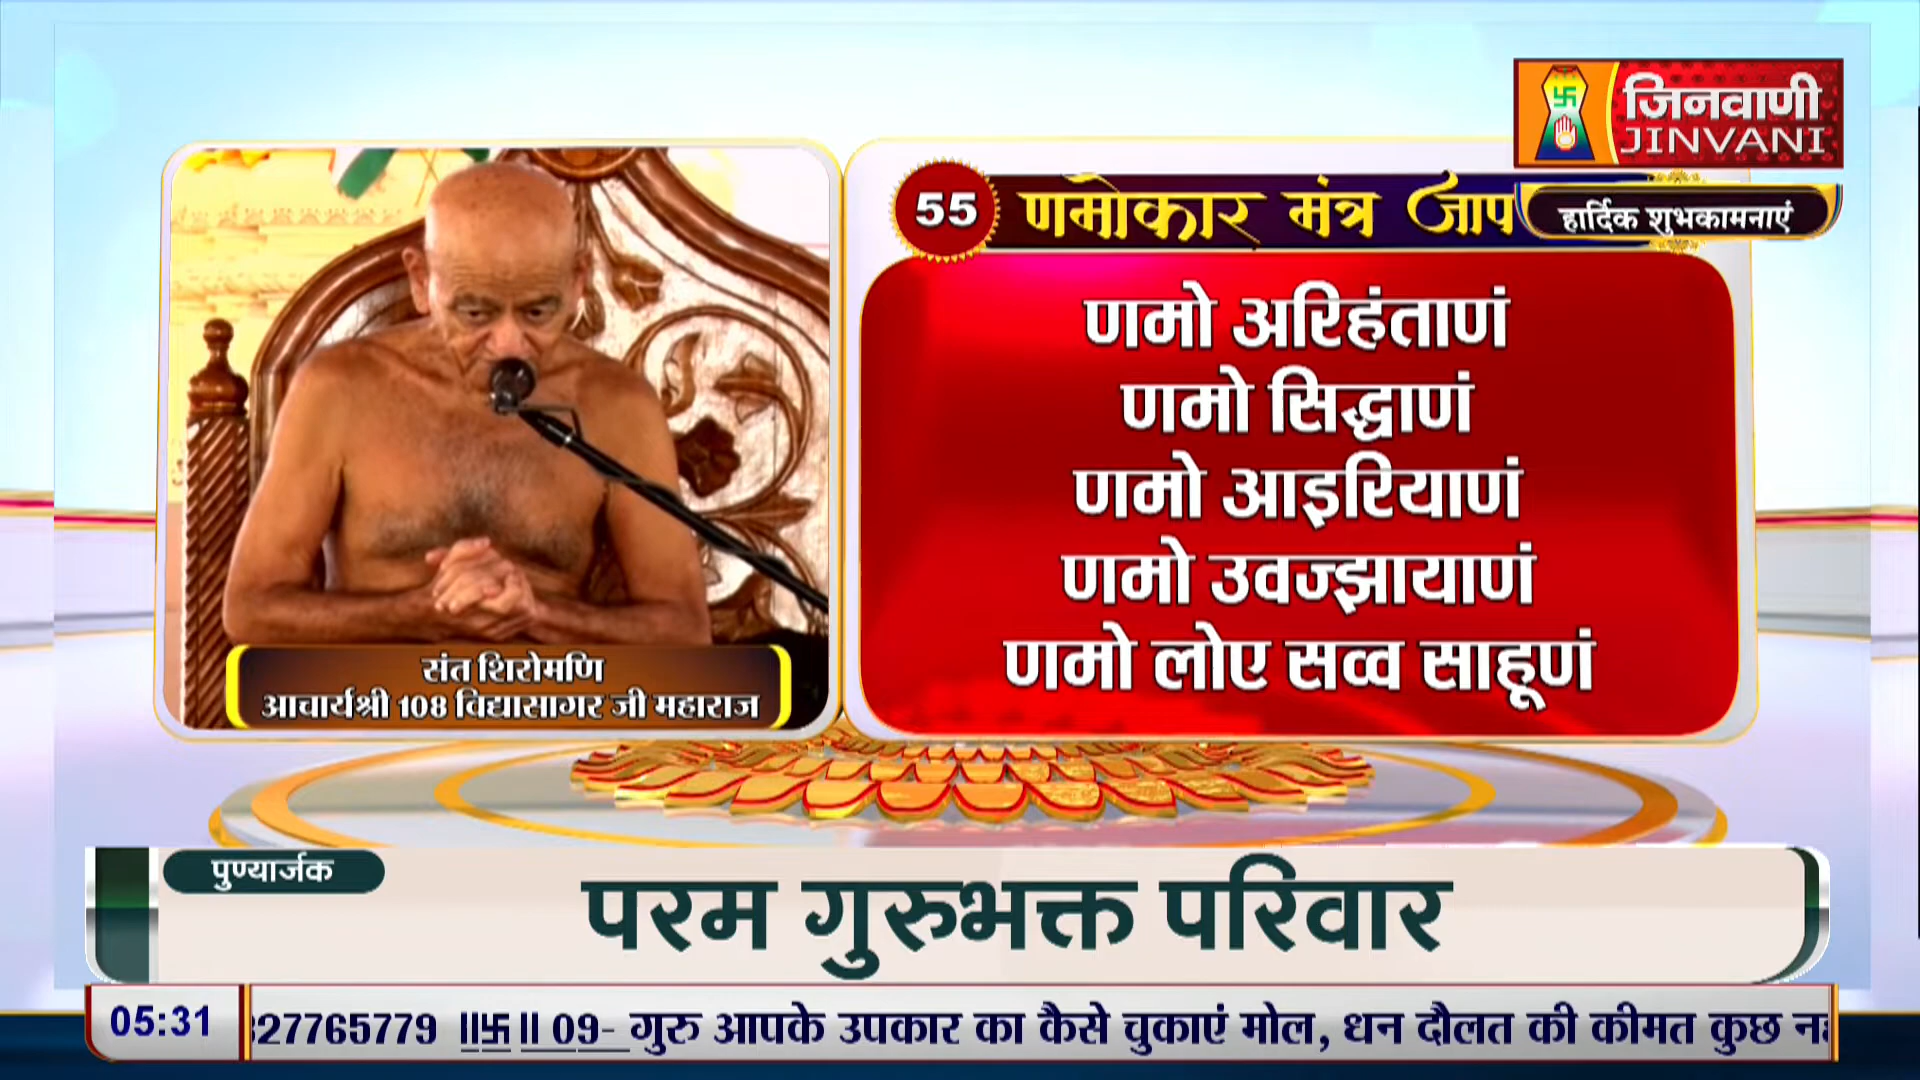 जिनवाणी
JINVANI
55 णमोकार मंत्र जाप
हार्दिक शुभकामनाएं
णमो अरिहंताणं
णमो सिद्धाणं
णमो आइरियाणं
णमो उवज्झायाणं
णमो लोए सव्व साहूणं
संत शिरोमणि
आचार्यश्री 108 विद्यासागर जी महाराज
पुण्यार्जक
परम गुरुभक्त परिवार
05:31 327765779 ॥卐॥ 09- गुरु आपके उपकार का कैसे चुकाएं मोल, धन दौलत की कीमत कुछ